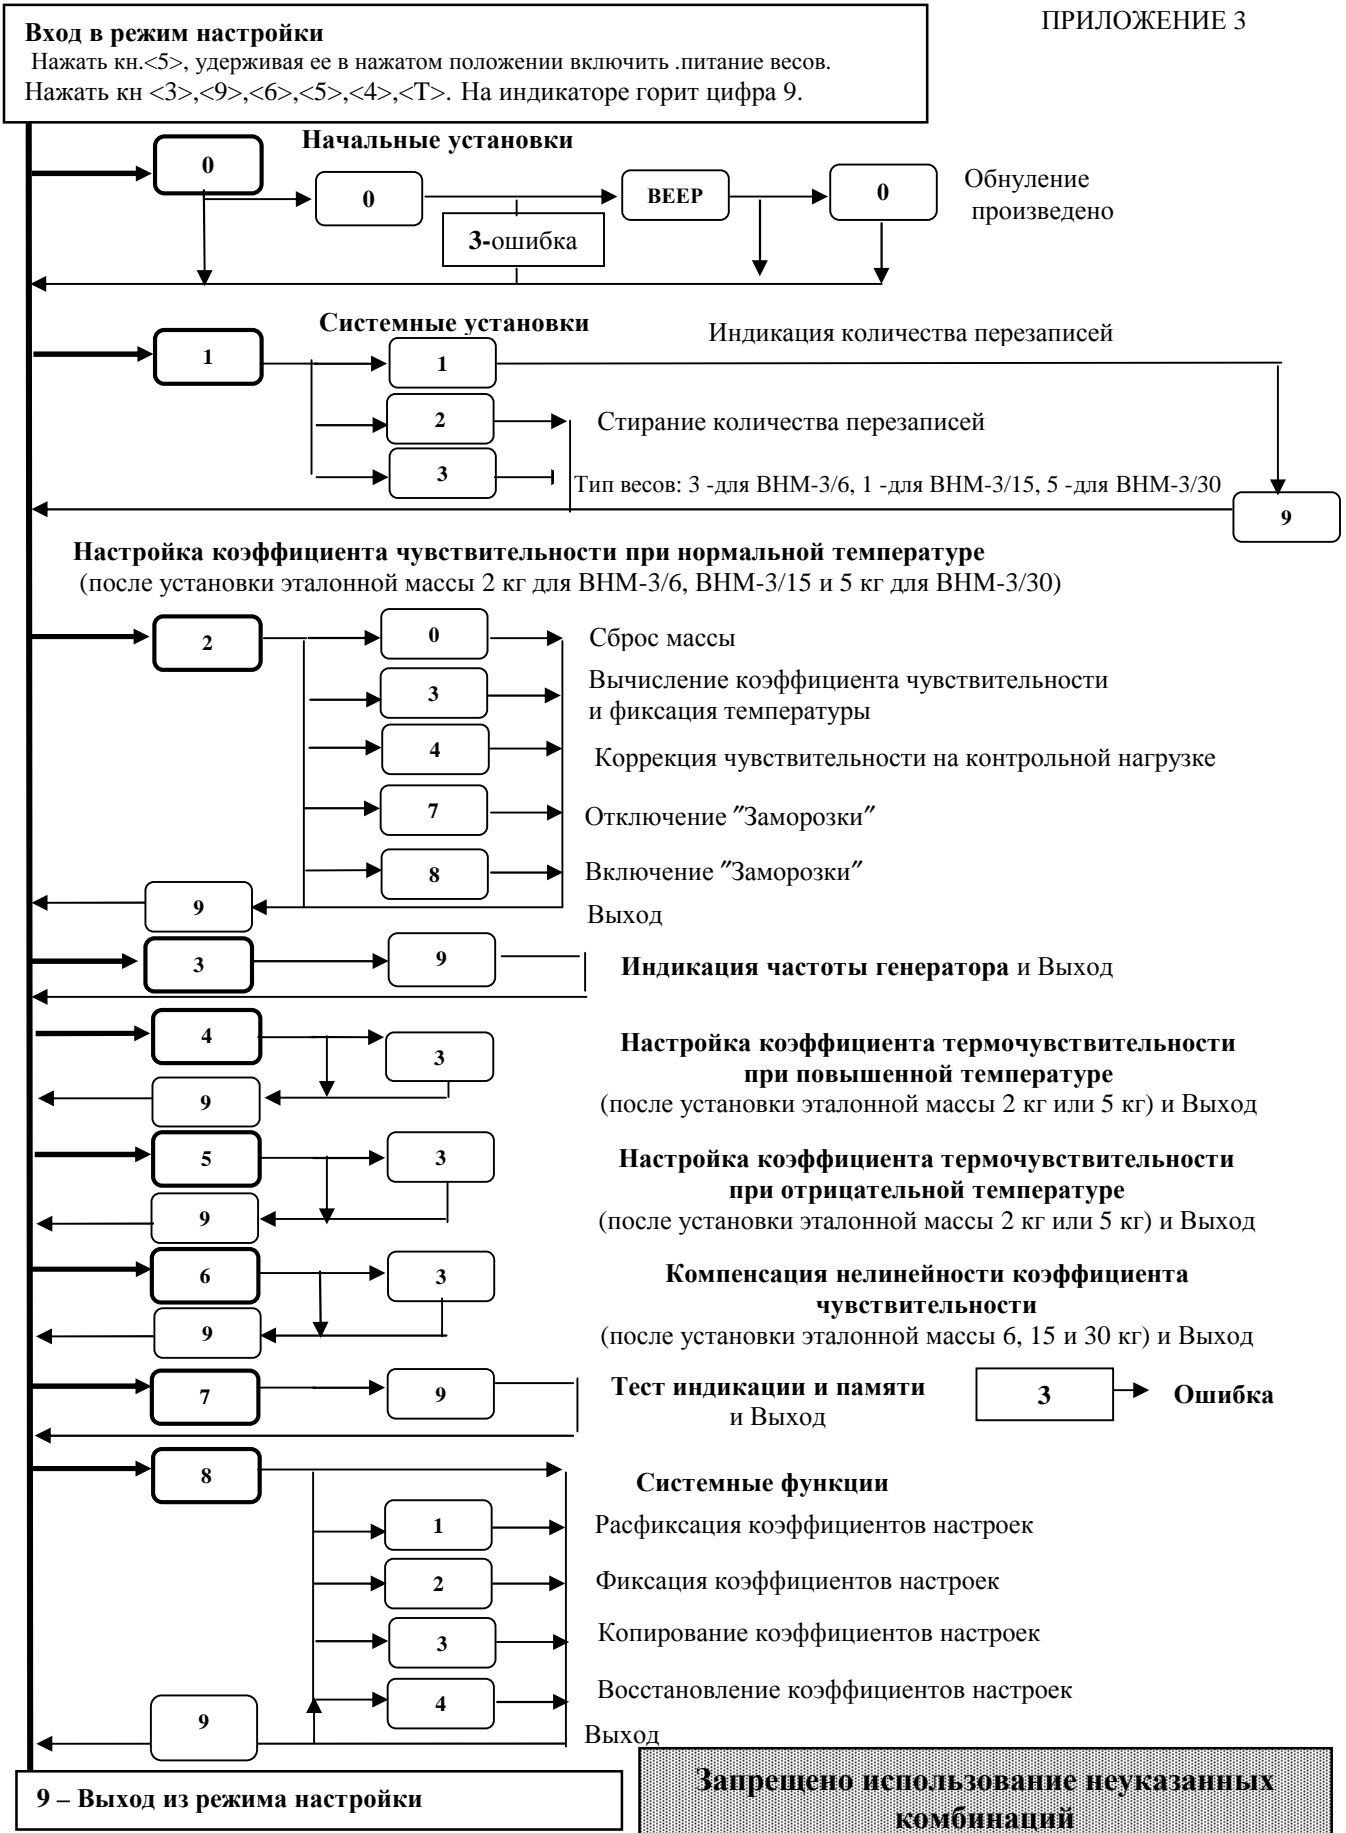 ПРИЛОЖЕНИЕ 3
Вход в режим настройки
Нажать кн.<5>, удерживая ее в нажатом положении включить .питание весов.
Нажать кн <3>,<9>,<6>,<5>,<4>,<Т>. На индикаторе горит цифра 9.
Начальные установки
0
0
BEEP
0
Обнуление
произведено
3-ошибка
Системные установки
Индикация количества перезаписей
1
1
2
Стирание количества перезаписей
3
Тип весов: 3 -для ВНМ-3/6, 1 -для ВНМ-3/15, 5 -для ВНМ-3/30
9
Настройка коэффициента чувствительности при нормальной температуре
(после установки эталонной массы 2 кг для ВНМ-3/6, ВНМ-3/15 и 5 кг для ВНМ-3/30)
2
0
Сброс массы
3
Вычисление коэффициента чувствительности
и фиксация температуры
4
Коррекция чувствительности на контрольной нагрузке
7
Отключение "Заморозки"
8
Включение "Заморозки"
9
Выход
3
9
Индикация частоты генератора и Выход
4
3
9
Настройка коэффициента термочувствительности
при повышенной температуре
(после установки эталонной массы 2 кг или 5 кг) и Выход
5
3
9
Настройка коэффициента термочувствительности
при отрицательной температуре
(после установки эталонной массы 2 кг или 5 кг) и Выход
6
3
9
Компенсация нелинейности коэффициента
чувствительности
(после установки эталонной массы 6, 15 и 30 кг) и Выход
7
9
Тест индикации и памяти
и Выход
3
Ошибка
8
Системные функции
1
Расфиксация коэффициентов настроек
2
Фиксация коэффициентов настроек
3
Копирование коэффициентов настроек
4
Восстановление коэффициентов настроек
9
Выход
9 – Выход из режима настройки
Запрещено использование неуказанных
комбинаций